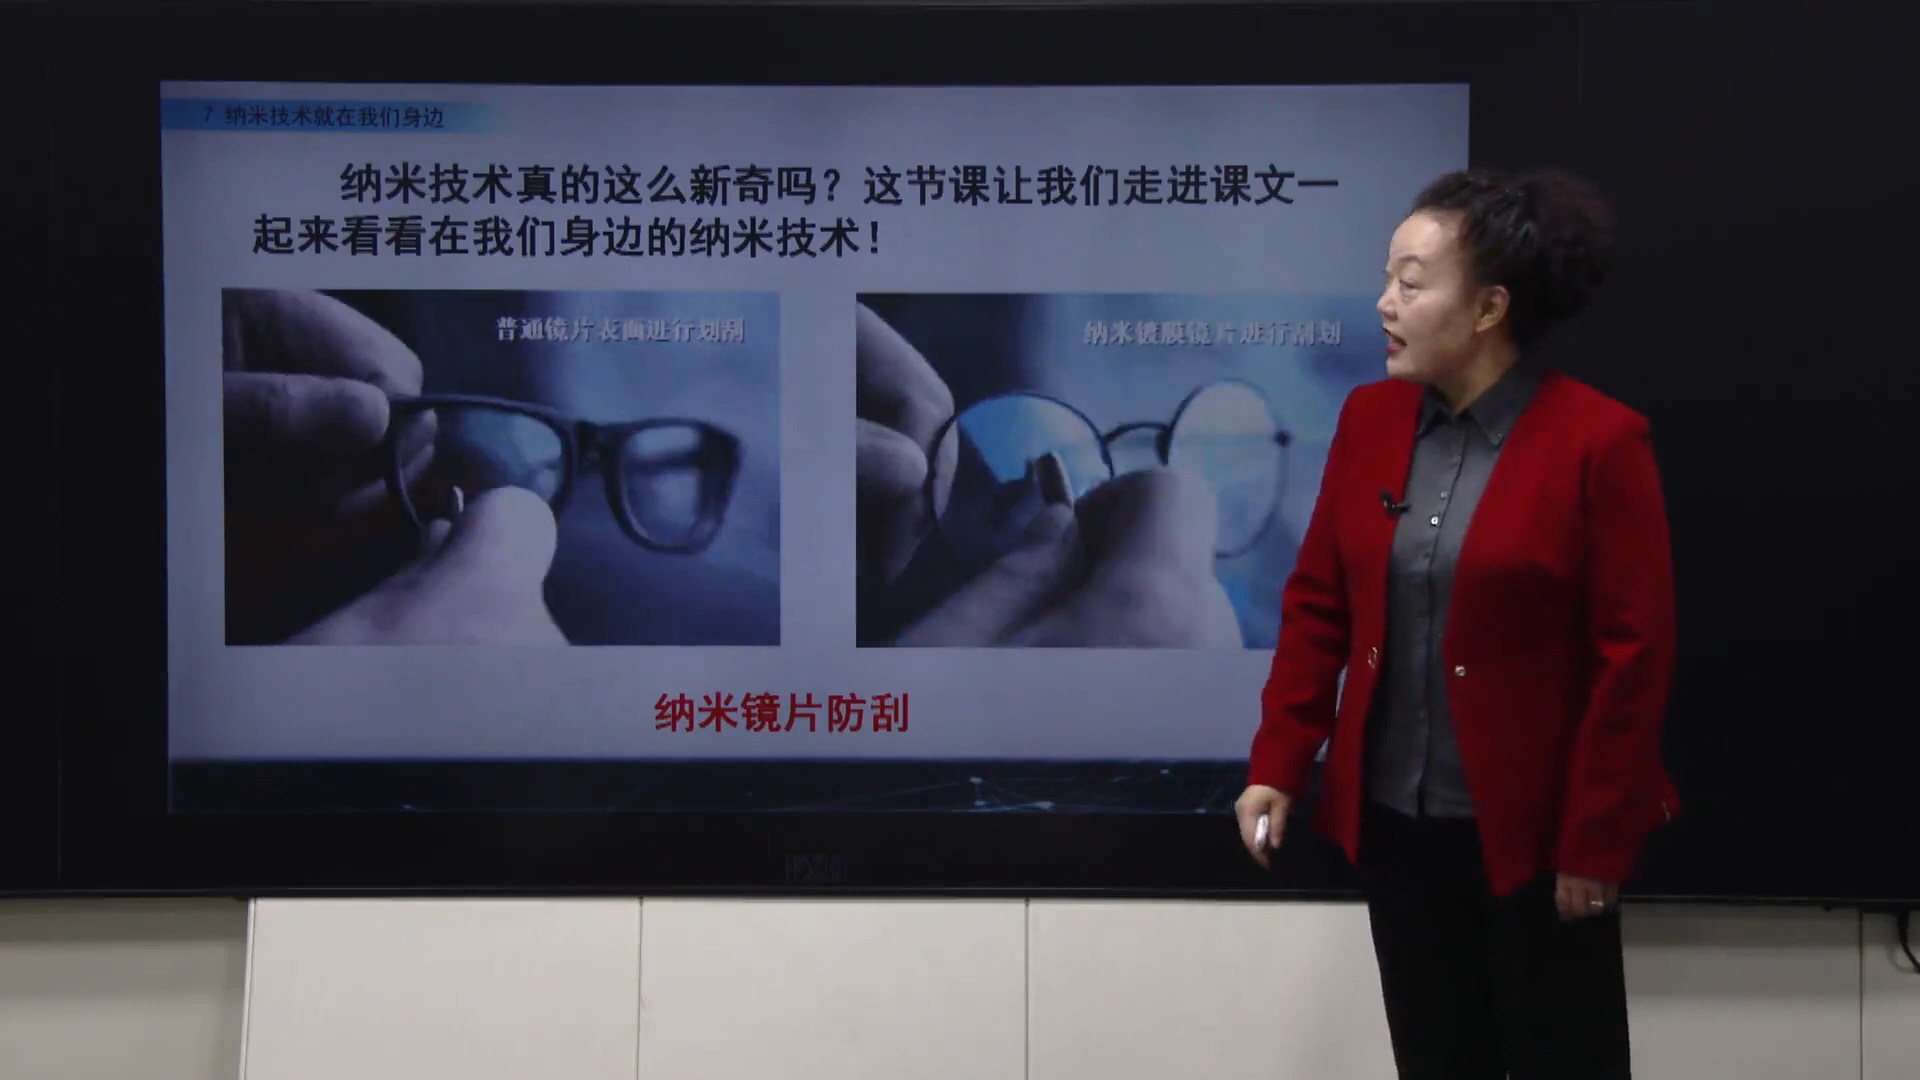 7 纳米技术就在我们身边
纳米技术真的这么新奇吗？这节课让我们走进课文一
起来看看在我们身边的纳米技术！
普通镜片表面进行划刮
纳米镀膜镜片进行刮划
纳米镜片防刮